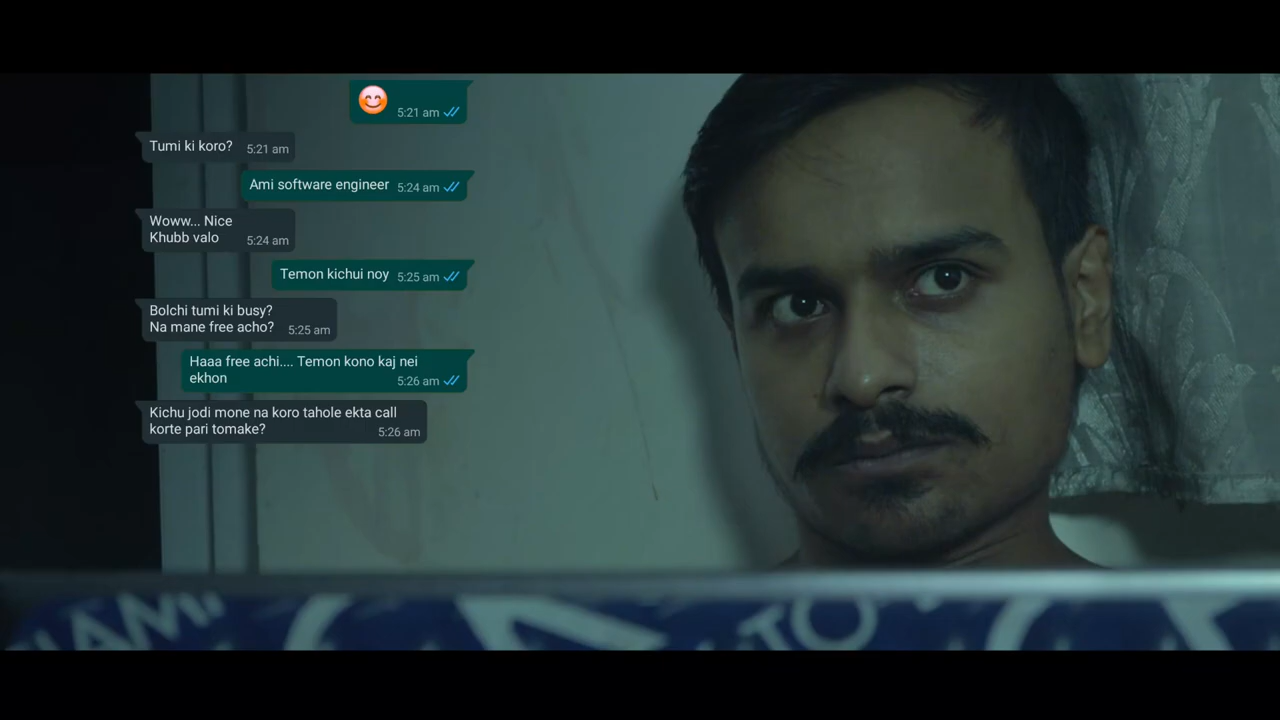 😊 5:21 am
Tumi ki koro? 5:21 am
Ami software engineer 5:24 am
Woww... Nice
Khubb valo 5:24 am
Temon kichui noy 5:25 am
Bolchi tumi ki busy?
Na mane free acho? 5:25 am
Haaa free achi.... Temon kono kaj nei
ekhon 5:26 am
Kichu jodi mone na koro tahole ekta call
korte pari tomake? 5:26 am